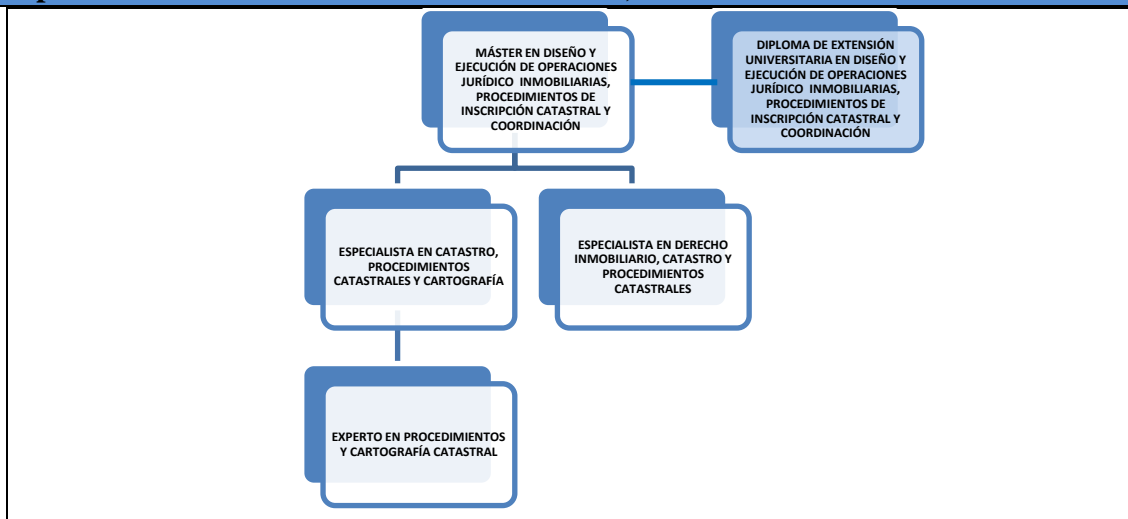 MÁSTER EN DISEÑO Y
EJECUCIÓN DE OPERACIONES
JURÍDICO INMOBILIARIAS,
PROCEDIMIENTOS DE
INSCRIPCIÓN CATASTRAL Y
COORDINACIÓN
DIPLOMA DE EXTENSIÓN
UNIVERSITARIA EN DISEÑO Y
EJECUCIÓN DE OPERACIONES
JURÍDICO INMOBILIARIAS,
PROCEDIMIENTOS DE
INSCRIPCIÓN CATASTRAL Y
COORDINACIÓN
ESPECIALISTA EN CATASTRO,
PROCEDIMIENTOS
CATASTRALES Y CARTOGRAFÍA
ESPECIALISTA EN DERECHO
INMOBILIARIO, CATASTRO Y
PROCEDIMIENTOS
CATASTRALES
EXPERTO EN PROCEDIMIENTOS
Y CARTOGRAFÍA CATASTRAL